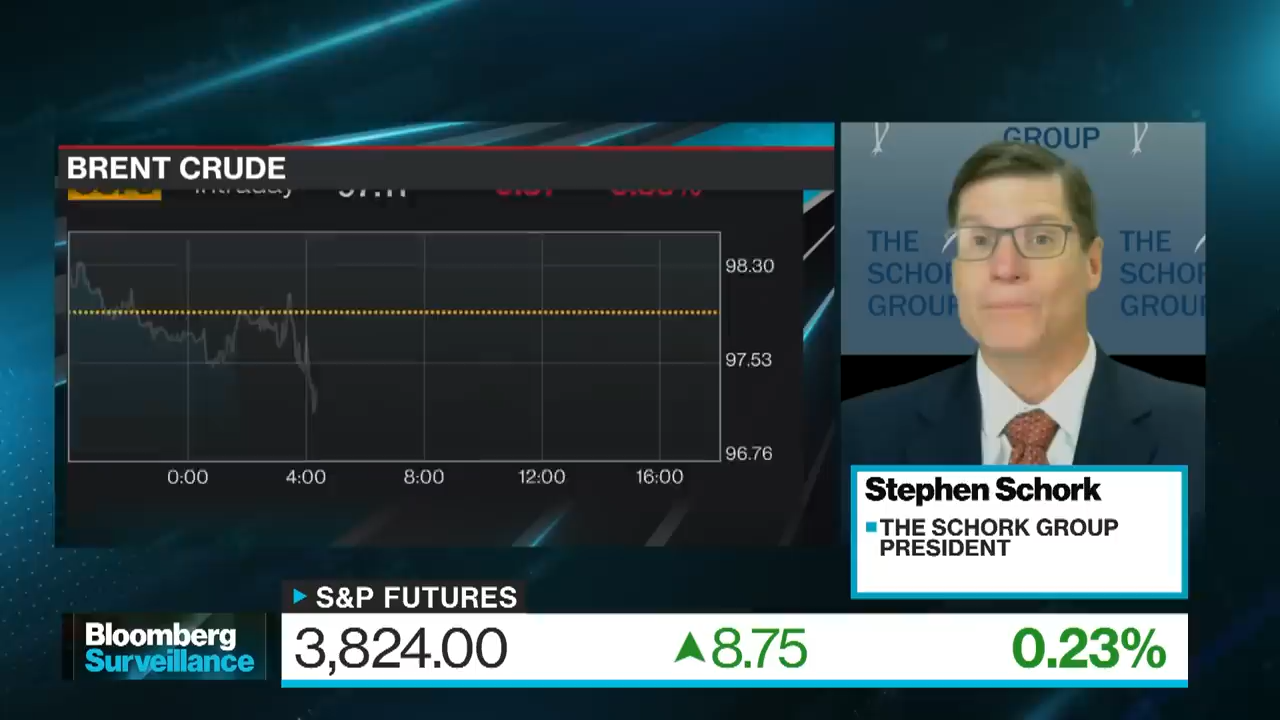 BRENT CRUDE
Intraday
98.30
97.53
96.76
0:00 4:00 8:00 12:00 16:00
GROUP
THE
SCHOR
GROUP
THE
SCHOR
GROUP
Stephen Schork
THE SCHORK GROUP
PRESIDENT
S&P FUTURES
3,824.00 8.75 0.23%
Bloomberg
Surveillance